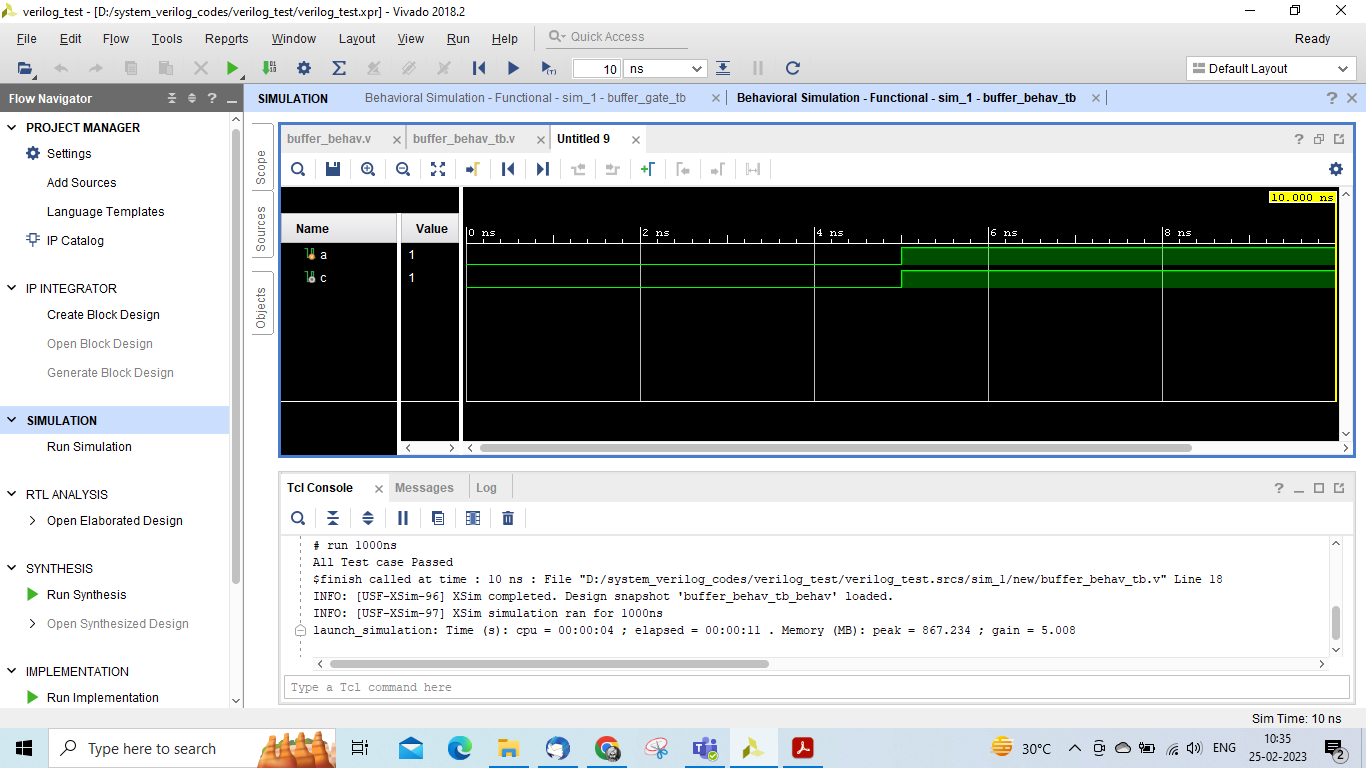 verilog_test - [D:/system_verilog_codes/verilog_test/verilog_test.xpr] - Vivado 2018.2
File Edit Flow Tools Reports Window Layout View Run Help Quick Access Ready
10 ns Default Layout
Flow Navigator
SIMULATION Behavioral Simulation - Functional - sim_1 - buffer_gate_tb Behavioral Simulation - Functional - sim_1 - buffer_behav_tb
PROJECT MANAGER
Settings
Add Sources
Language Templates
IP Catalog
IP INTEGRATOR
Create Block Design
Open Block Design
Generate Block Design
SIMULATION
Run Simulation
RTL ANALYSIS
Open Elaborated Design
SYNTHESIS
Run Synthesis
Open Synthesized Design
IMPLEMENTATION
Run Implementation
Scope
Sources
Objects
buffer_behav.v buffer_behav_tb.v Untitled 9
10.000 ns
Name Value 0 ns 2 ns 4 ns 6 ns 8 ns
a 1
c 1
Tcl Console Messages Log
# run 1000ns
All Test case Passed
$finish called at time : 10 ns : File "D:/system_verilog_codes/verilog_test/verilog_test.srcs/sim_1/new/buffer_behav_tb.v" Line 18
INFO: [USF-XSim-96] XSim completed. Design snapshot 'buffer_behav_tb_behav' loaded.
INFO: [USF-XSim-97] XSim simulation ran for 1000ns
launch_simulation: Time (s): cpu = 00:00:04 ; elapsed = 00:00:11 . Memory (MB): peak = 867.234 ; gain = 5.008
Type a Tcl command here
Sim Time: 10 ns
Type here to search
30°C
ENG
10:35
25-02-2023
2